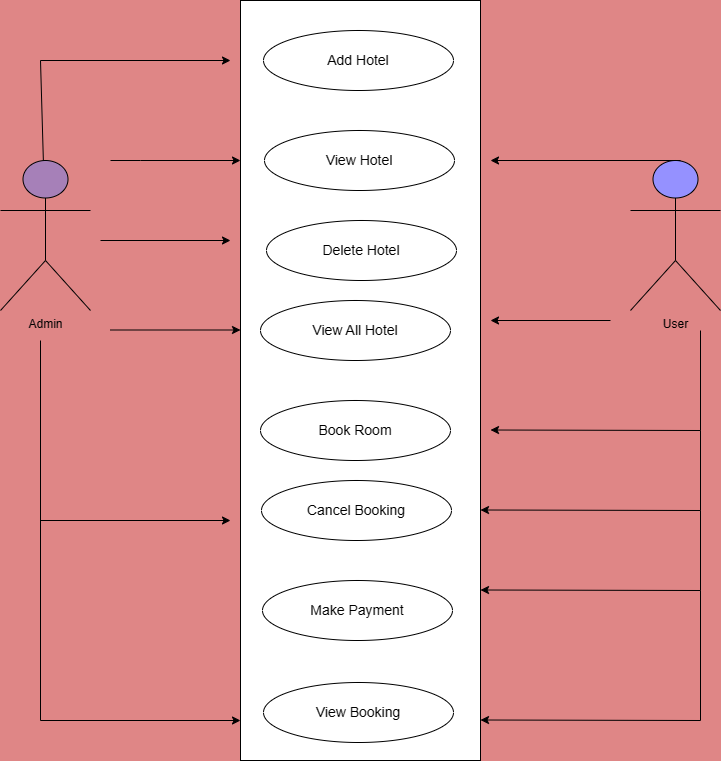 Add Hotel
View Hotel
Delete Hotel
Admin
User
View All Hotel
Book Room
Cancel Booking
Make Payment
View Booking